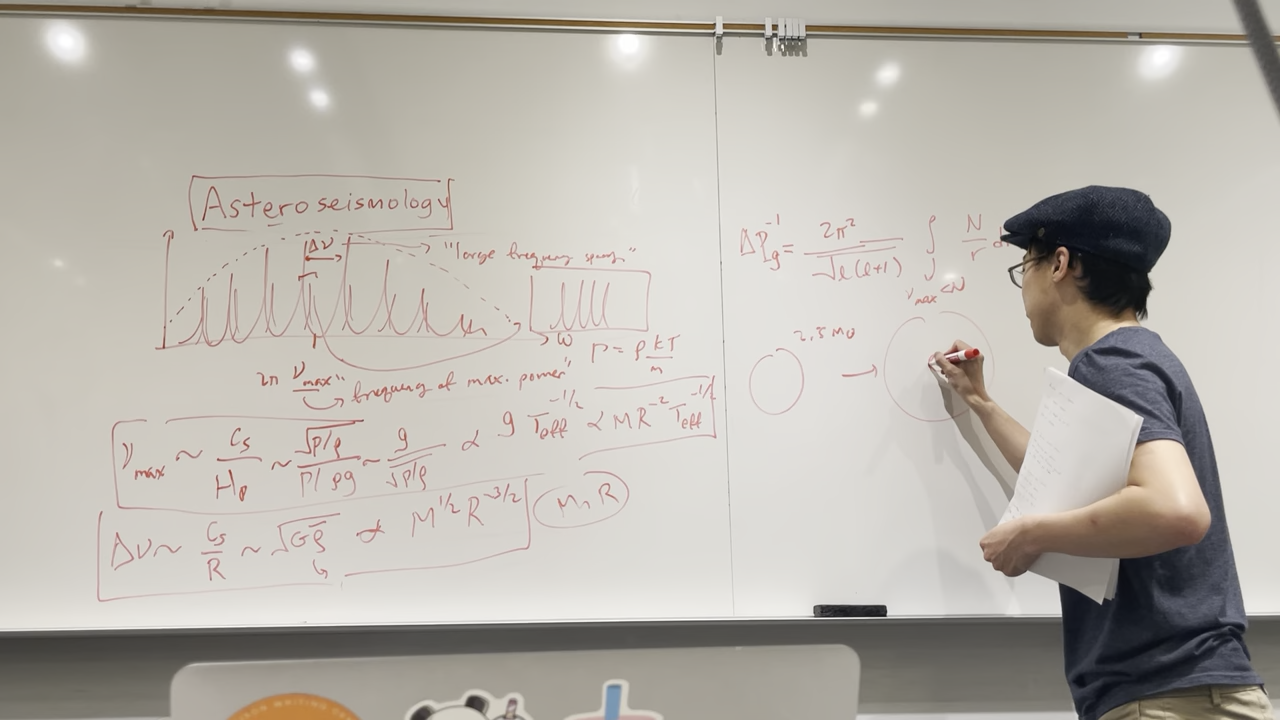 Asteroseismology
Δν
"large frequency spacing"
ω
P = ρ kT/m
2π ν_max "frequency of max. power"
ν_max ~ c_s/H_p ~ √(P/ρ) / (P/ρg) ~ g/√(P/ρ) ∝ g T_eff^(-1/2) ∝ M R^(-2) T_eff^(-1/2)
Δν ~ c_s/R ~ √(Gρ̄) ∝ M^(1/2) R^(-3/2)
M, R
ΔP_g^(-1) = 2π²/√(ℓ(ℓ+1)) ∫ N/r
ν_max < N
2,5 M⊙
WRITING